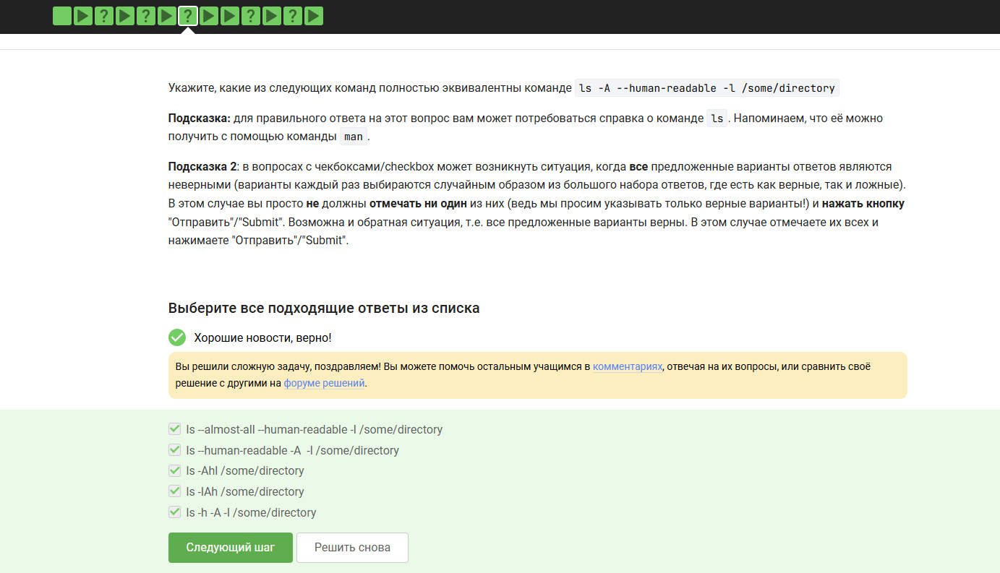 ? ? ? ? ?
Укажите, какие из следующих команд полностью эквивалентны команде ls -A --human-readable -l /some/directory
Подсказка: для правильного ответа на этот вопрос вам может потребоваться справка о команде ls. Напоминаем, что её можно
получить с помощью команды man.
Подсказка 2: в вопросах с чекбоксами/checkbox может возникнуть ситуация, когда все предложенные варианты ответов являются
неверными (варианты каждый раз выбираются случайным образом из большого набора ответов, где есть как верные, так и ложные).
В этом случае вы просто не должны отмечать ни один из них (ведь мы просим указывать только верные варианты!) и нажать кнопку
"Отправить"/"Submit". Возможна и обратная ситуация, т.е. все предложенные варианты верны. В этом случае отмечаете их всех и
нажимаете "Отправить"/"Submit".
Выберите все подходящие ответы из списка
Хорошие новости, верно!
Вы решили сложную задачу, поздравляем! Вы можете помочь остальным учащимся в комментариях, отвечая на их вопросы, или сравнить своё
решение с другими на форуме решений.
ls --almost-all --human-readable -l /some/directory
ls --human-readable -A -l /some/directory
ls -Ahl /some/directory
ls -lAh /some/directory
ls -h -A -l /some/directory
Следующий шаг Решить снова